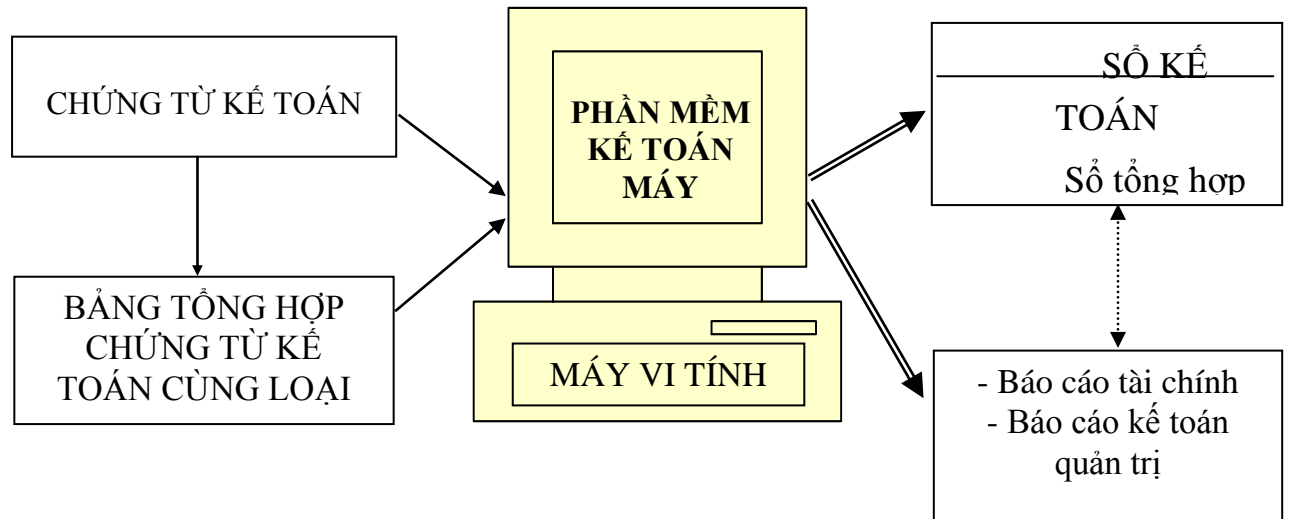 CHỨNG TỪ KẾ TOÁN
BẢNG TỔNG HỢP
CHỨNG TỪ KẾ
TOÁN CÙNG LOẠI
PHẦN MỀM
KẾ TOÁN
MÁY
MÁY VI TÍNH
SỔ KẾ
TOÁN
Sổ tổng hợp
- Báo cáo tài chính
- Báo cáo kế toán
quản trị